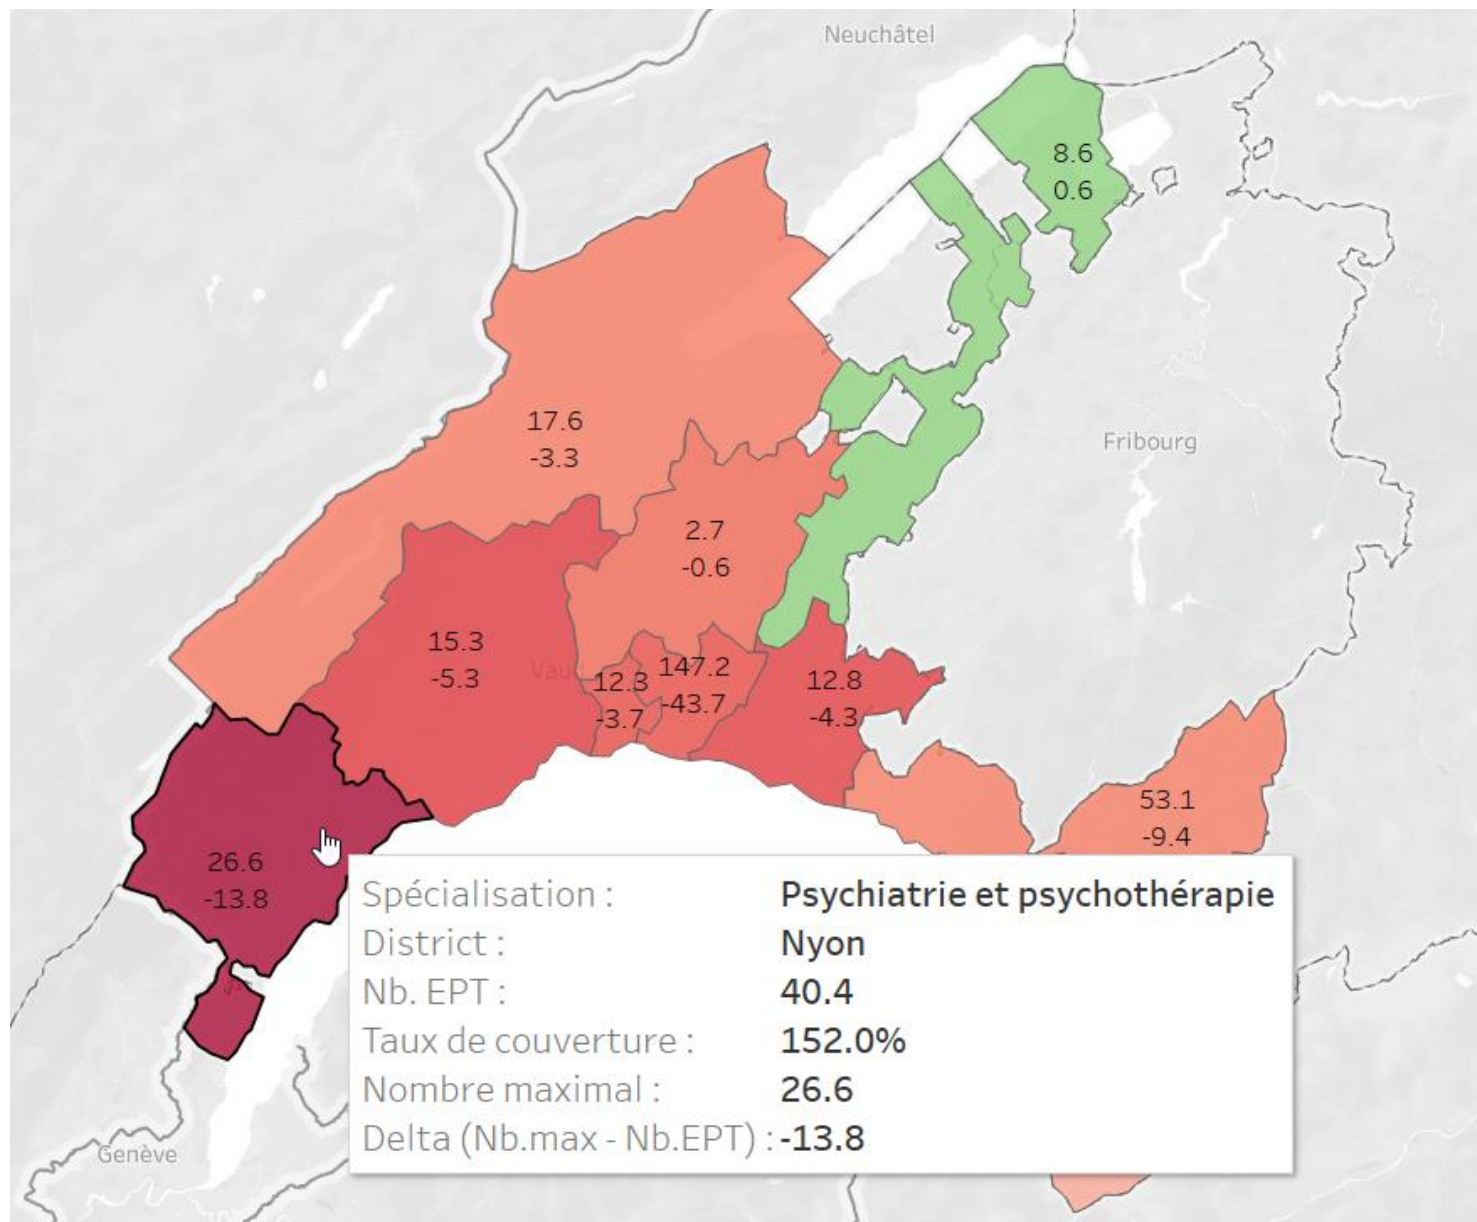 Neuchâtel
8.6
0.6
17.6
-3.3
Fribourg
2.7
-0.6
15.3
-5.3
Vau
12.3
-3.7
147.2
-43.7
12.8
-4.3
53.1
-9.4
26.6
-13.8
Spécialisation : Psychiatrie et psychothérapie
District : Nyon
Nb. EPT : 40.4
Taux de couverture : 152.0%
Nombre maximal : 26.6
Delta (Nb.max - Nb.EPT) : -13.8
Genève